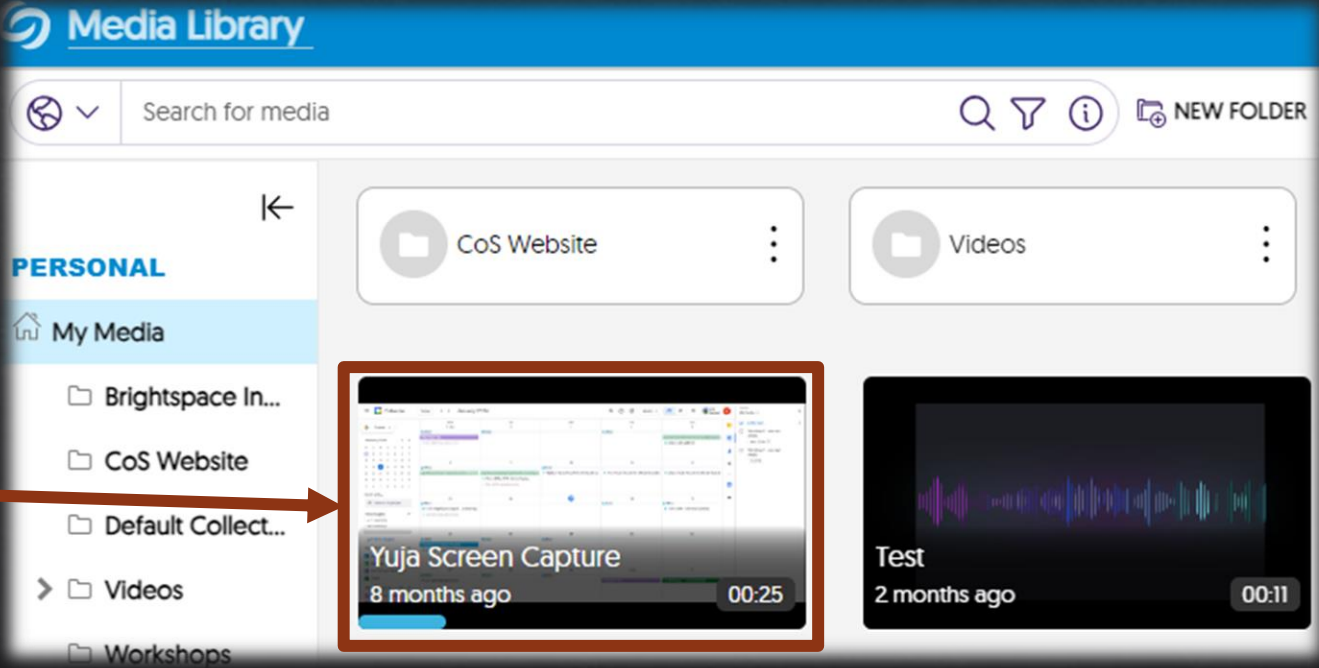 Media Library
Search for media
NEW FOLDER
PERSONAL
My Media
Brightspace In...
CoS Website
Default Collect...
Videos
Workshops
CoS Website
Videos
Yuja Screen Capture
8 months ago
00:25
Test
2 months ago
00:11